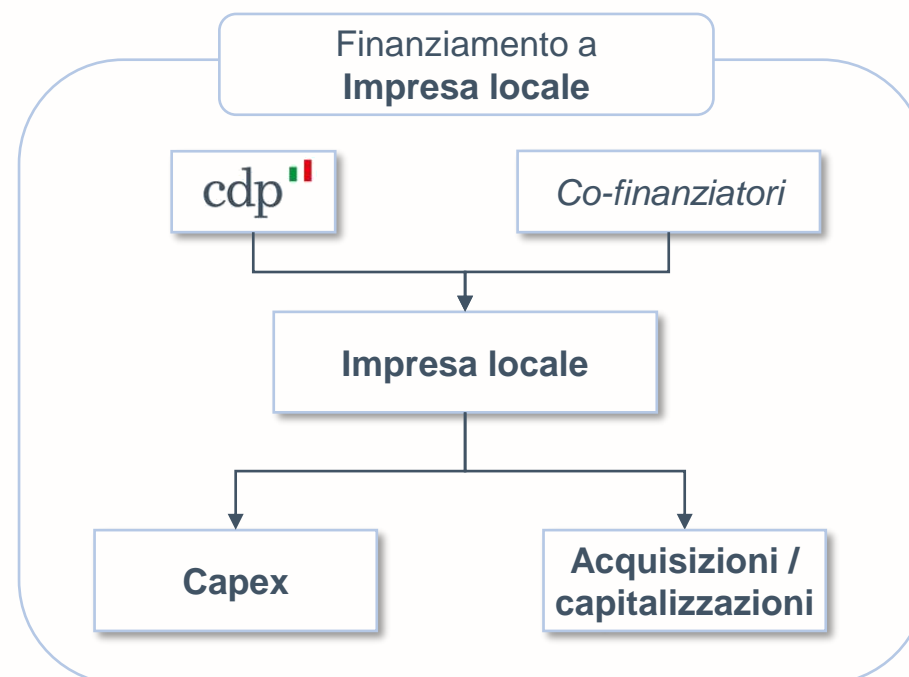 Finanziamento a
Impresa locale
cdp
Co-finanziatori
Impresa locale
Capex
Acquisizioni /
capitalizzazioni